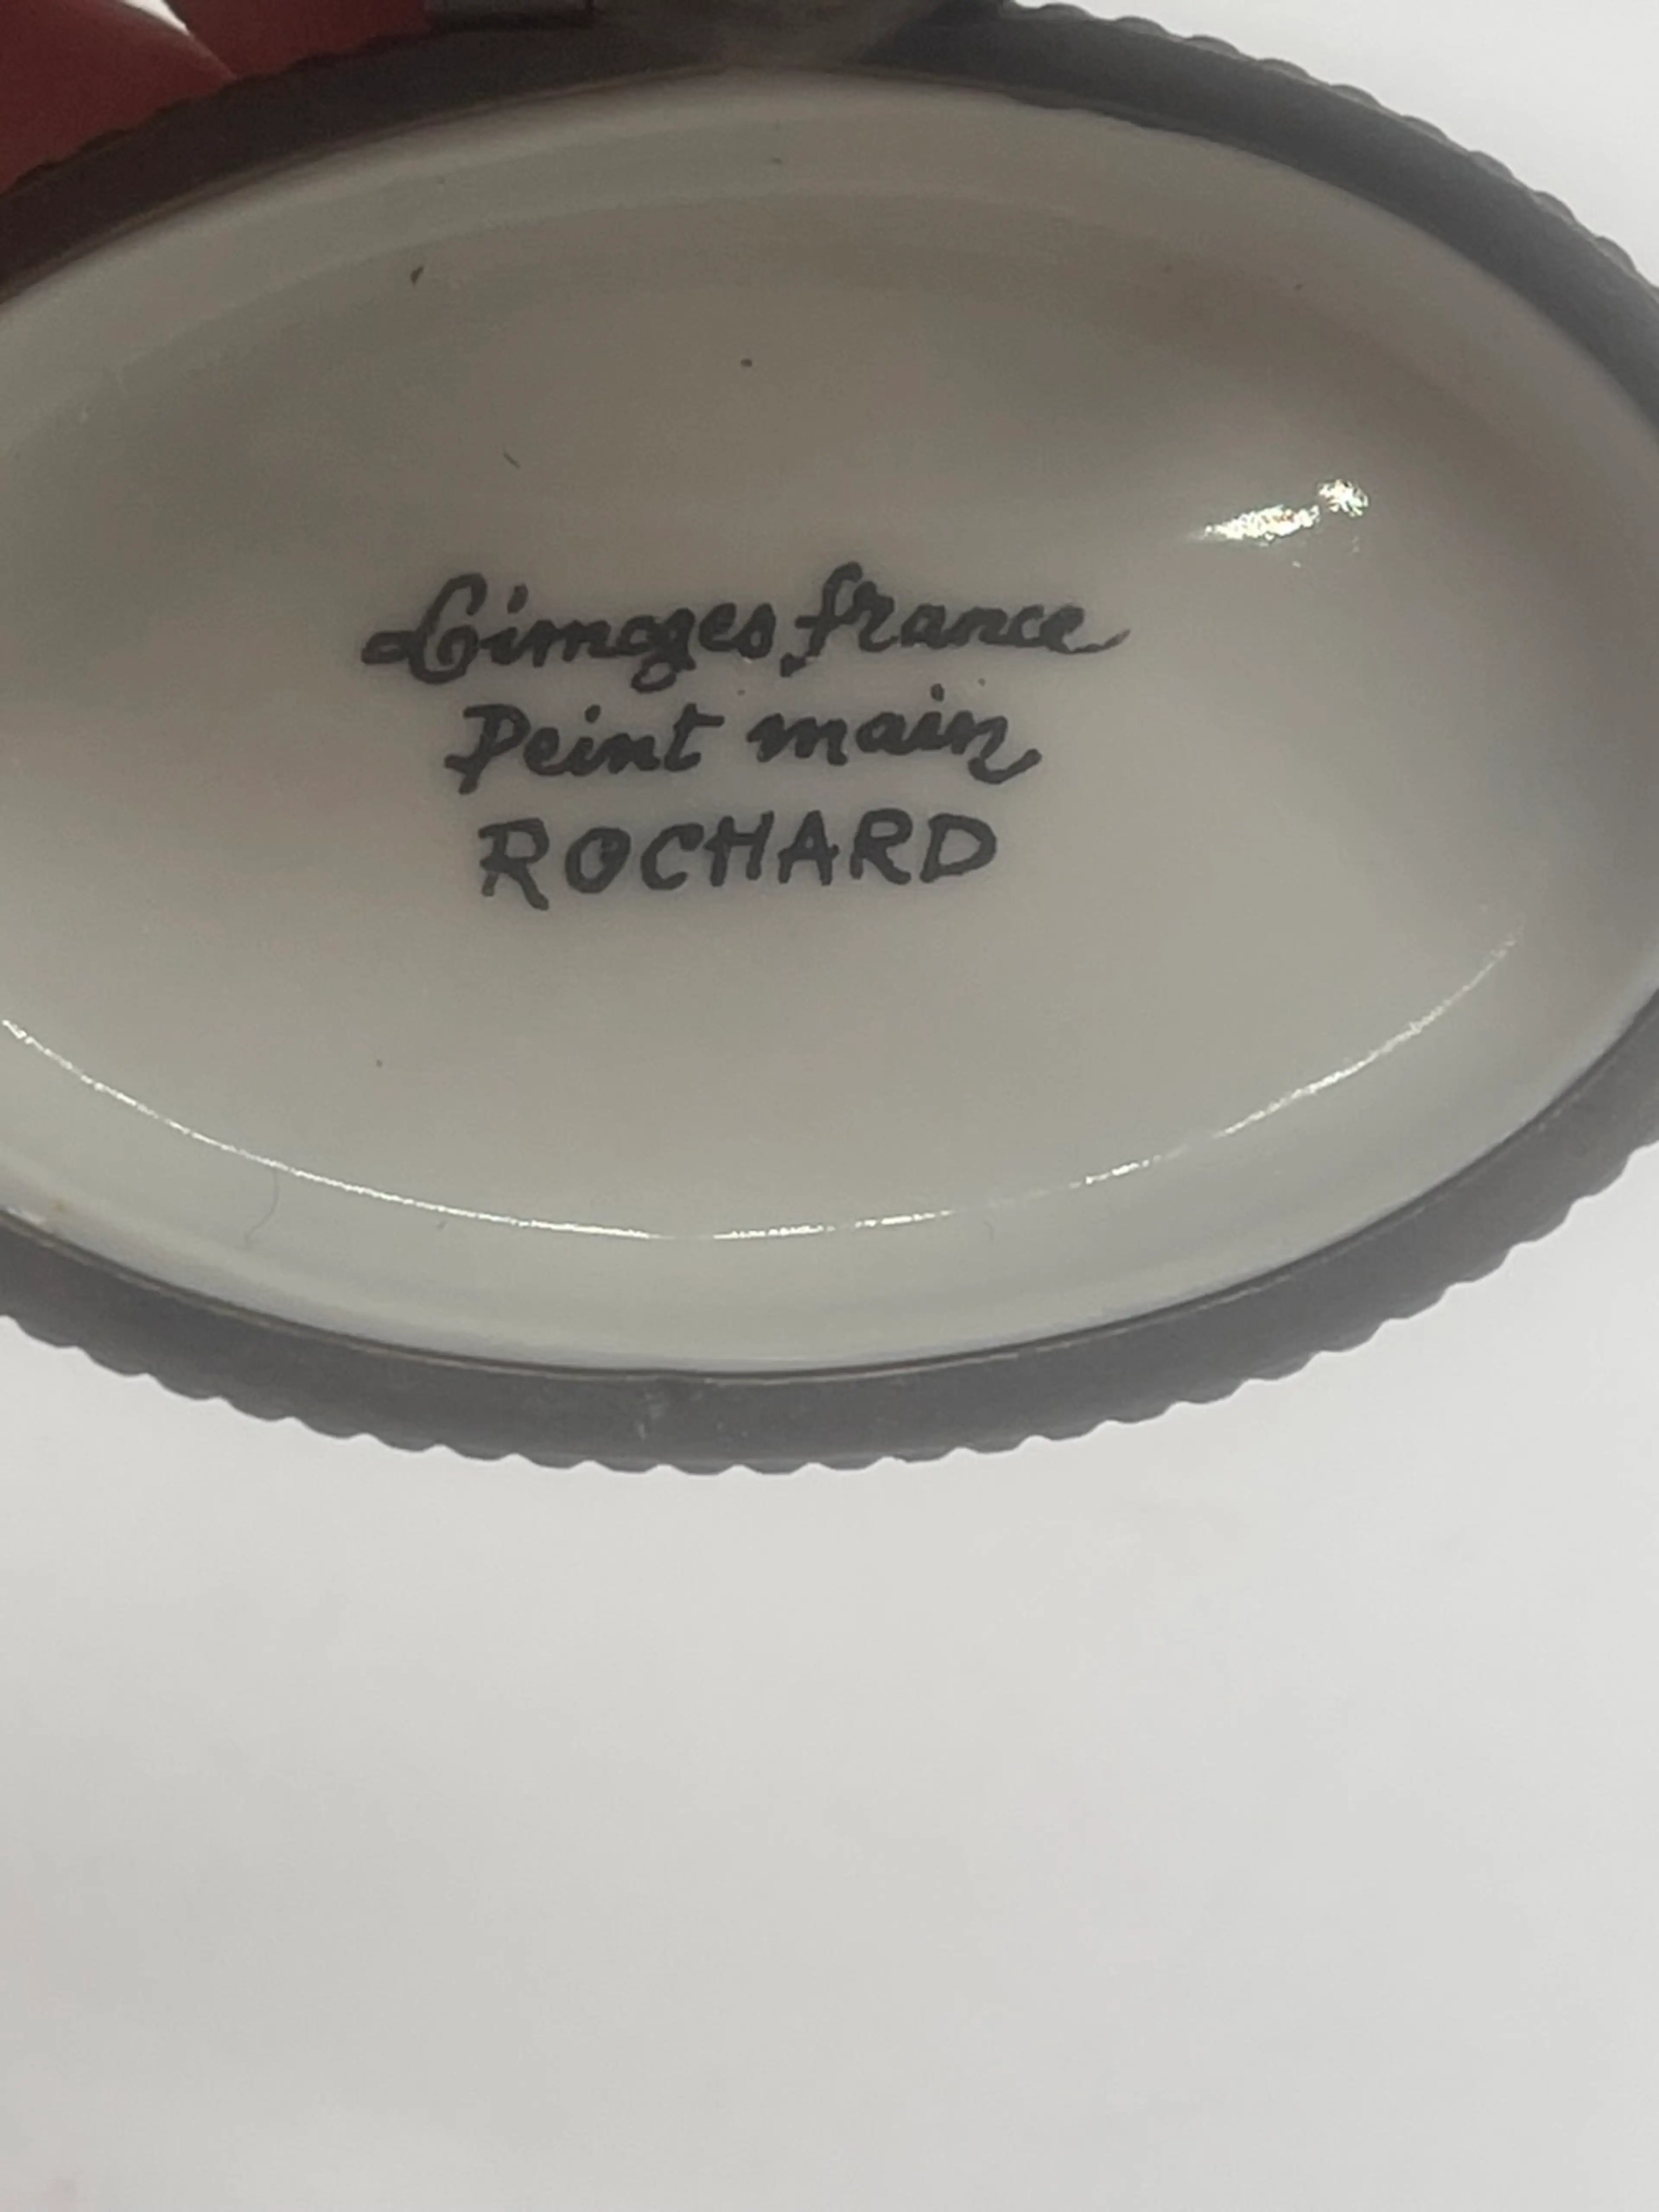 Limoges france
Peint main
ROCHARD